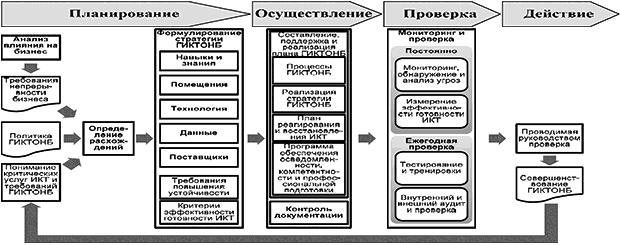 Планирование
Осуществление
Проверка
Действие
Анализ
влияния на
бизнес
Требования
непреры-
вности
бизнеса
Политика
ГИКТОНБ
Понимание
критических
услуг ИКТ и
требований
ГИКТОНБ
Опреде-
ление
расхож-
дений
Формулирование
стратегии
ГИКТОНБ
Навыки и
знания
Помещения
Технология
Данные
Поставщики
Требования
повышения
устойчивости
Критерии
эффективности
готовности ИКТ
Составление,
поддержка и
реализация
плана ГИКТОНБ
Процессы
ГИКТОНБ
Реализация
стратегии
ГИКТОНБ
План
реагирования и
восстановле-
ния ИКТ
Программа
обеспечения
осведомлен-
ности,
компетентно-
сти и профес-
сиональной
подготовки
Контроль
документации
Мониторинг и
проверка
Постоянно
Мониторинг,
обнаружение и
анализ угроз
Измерение
эффективно-
сти готовности
ИКТ
Ежегодная
проверка
Тестирование
и тренировки
Внутренний и
внешний аудит
и проверка
Проводимая
руководством
проверка
Совершенст-
вование
ГИКТОНБ